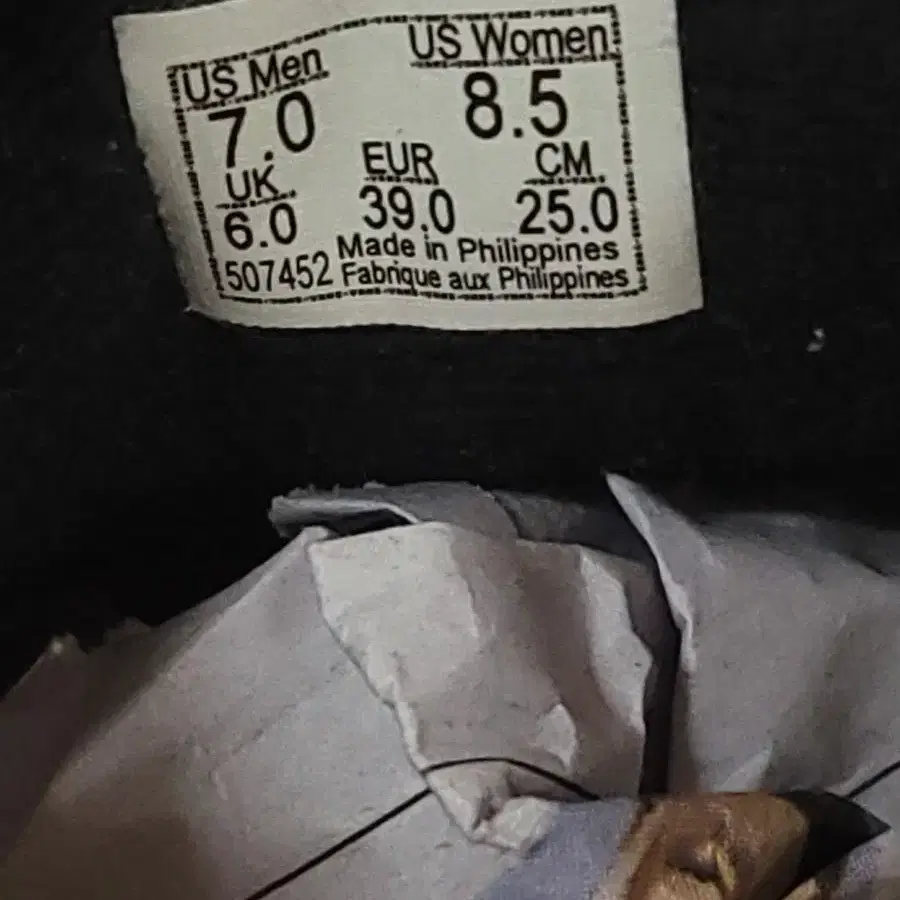 US Men US Women
7.0 8.5
UK EUR CM
6.0 39.0 25.0
Made in Philippines
507452 Fabrique aux Philippines